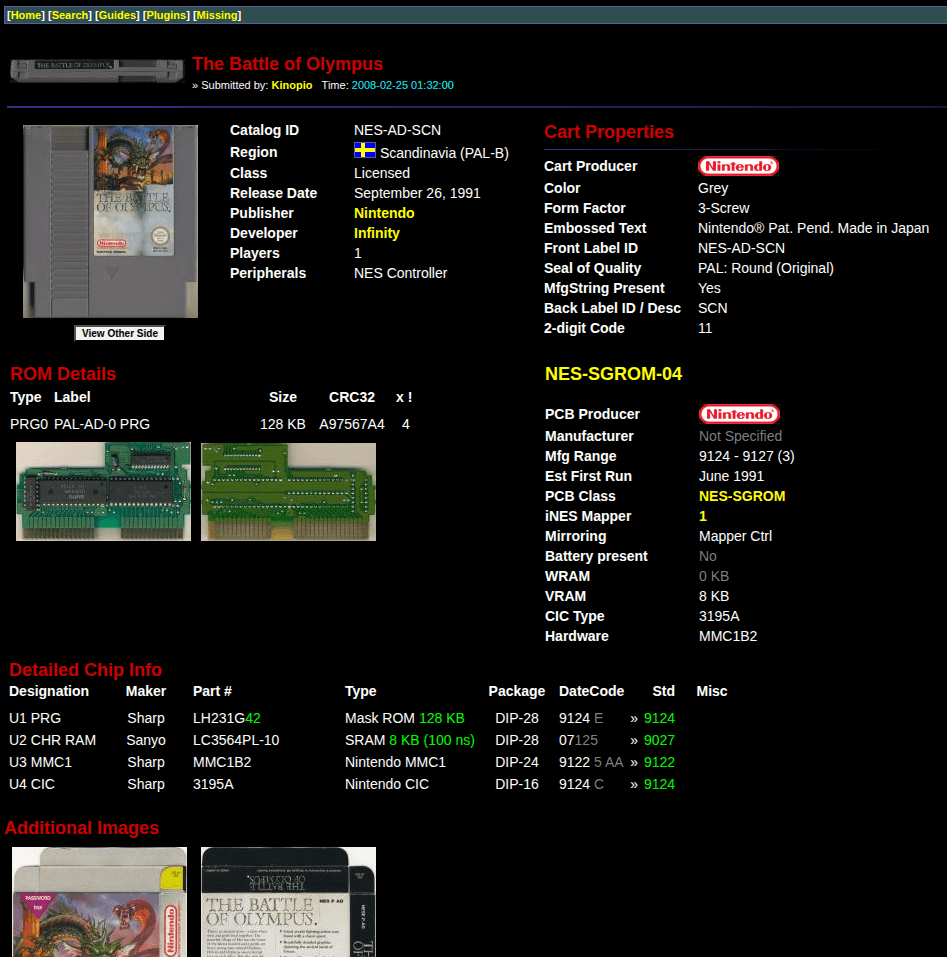 [Home] [Search] [Guides] [Plugins] [Missing]
THE BATTLE OF OLYMPUS.
The Battle of Olympus
» Submitted by: Kinopio Time: 2008-02-25 01:32:00
THE BATTLE
OF OLYMPUS.
Nintendo
View Other Side
Catalog ID NES-AD-SCN
Region Scandinavia (PAL-B)
Class Licensed
Release Date September 26, 1991
Publisher Nintendo
Developer Infinity
Players 1
Peripherals NES Controller
Cart Properties
Cart Producer Nintendo®
Color Grey
Form Factor 3-Screw
Embossed Text Nintendo® Pat. Pend. Made in Japan
Front Label ID NES-AD-SCN
Seal of Quality PAL: Round (Original)
MfgString Present Yes
Back Label ID / Desc SCN
2-digit Code 11
ROM Details
Type Label Size CRC32 x !
PRG0 PAL-AD-0 PRG 128 KB A97567A4 4
NES-SGROM-04
PCB Producer Nintendo®
Manufacturer Not Specified
Mfg Range 9124 - 9127 (3)
Est First Run June 1991
PCB Class NES-SGROM
iNES Mapper 1
Mirroring Mapper Ctrl
Battery present No
WRAM 0 KB
VRAM 8 KB
CIC Type 3195A
Hardware MMC1B2
Detailed Chip Info
Designation Maker Part # Type Package DateCode Std Misc
U1 PRG Sharp LH231G42 Mask ROM 128 KB DIP-28 9124 E » 9124
U2 CHR RAM Sanyo LC3564PL-10 SRAM 8 KB (100 ns) DIP-28 07125 » 9027
U3 MMC1 Sharp MMC1B2 Nintendo MMC1 DIP-24 9122 5 AA » 9122
U4 CIC Sharp 3195A Nintendo CIC DIP-16 9124 C » 9124
Additional Images
PASSWORD
PAK
Nintendo
THE BATTLE
OF OLYMPUS.
THE BATTLE
OF OLYMPUS.
NES P AD
NES P AD